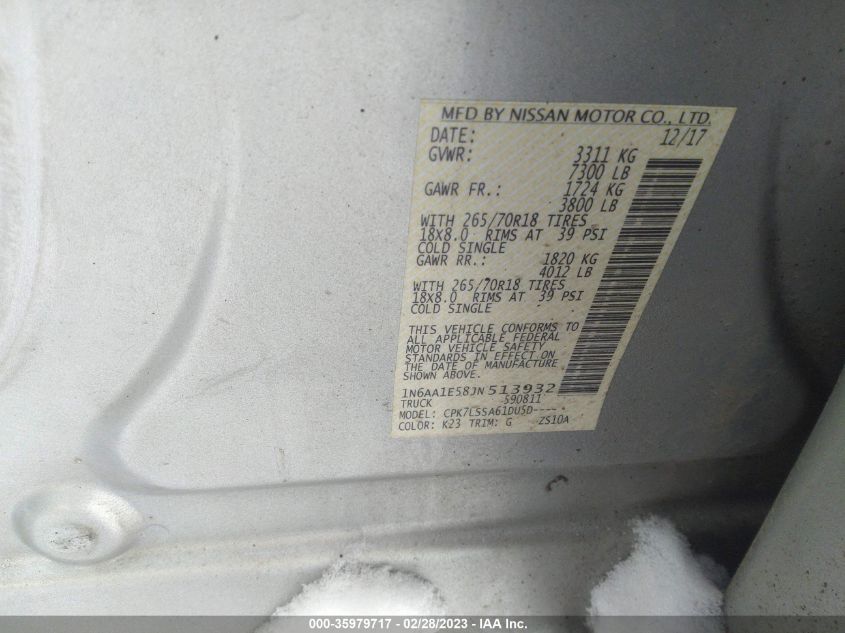 MFD BY NISSAN MOTOR CO., LTD.
DATE: 12/17
GVWR: 3311 KG
7300 LB
GAWR FR.: 1724 KG
3800 LB
WITH 265/70R18 TIRES
18X8.0 RIMS AT 39 PSI
COLD SINGLE
GAWR RR.: 1820 KG
4012 LB
WITH 265/70R18 TIRES
18X8.0 RIMS AT 39 PSI
COLD SINGLE
THIS VEHICLE CONFORMS TO
ALL APPLICABLE FEDERAL
MOTOR VEHICLE SAFETY
STANDARDS IN EFFECT ON
THE DATE OF MANUFACTURE
SHOWN ABOVE.
1N6AA1E58JN513932
TRUCK 590811
MODEL: CPK7LSSA61DU5D----
COLOR: K23 TRIM: G ZS10A
000-35979717 - 02/28/2023 - IAA Inc.